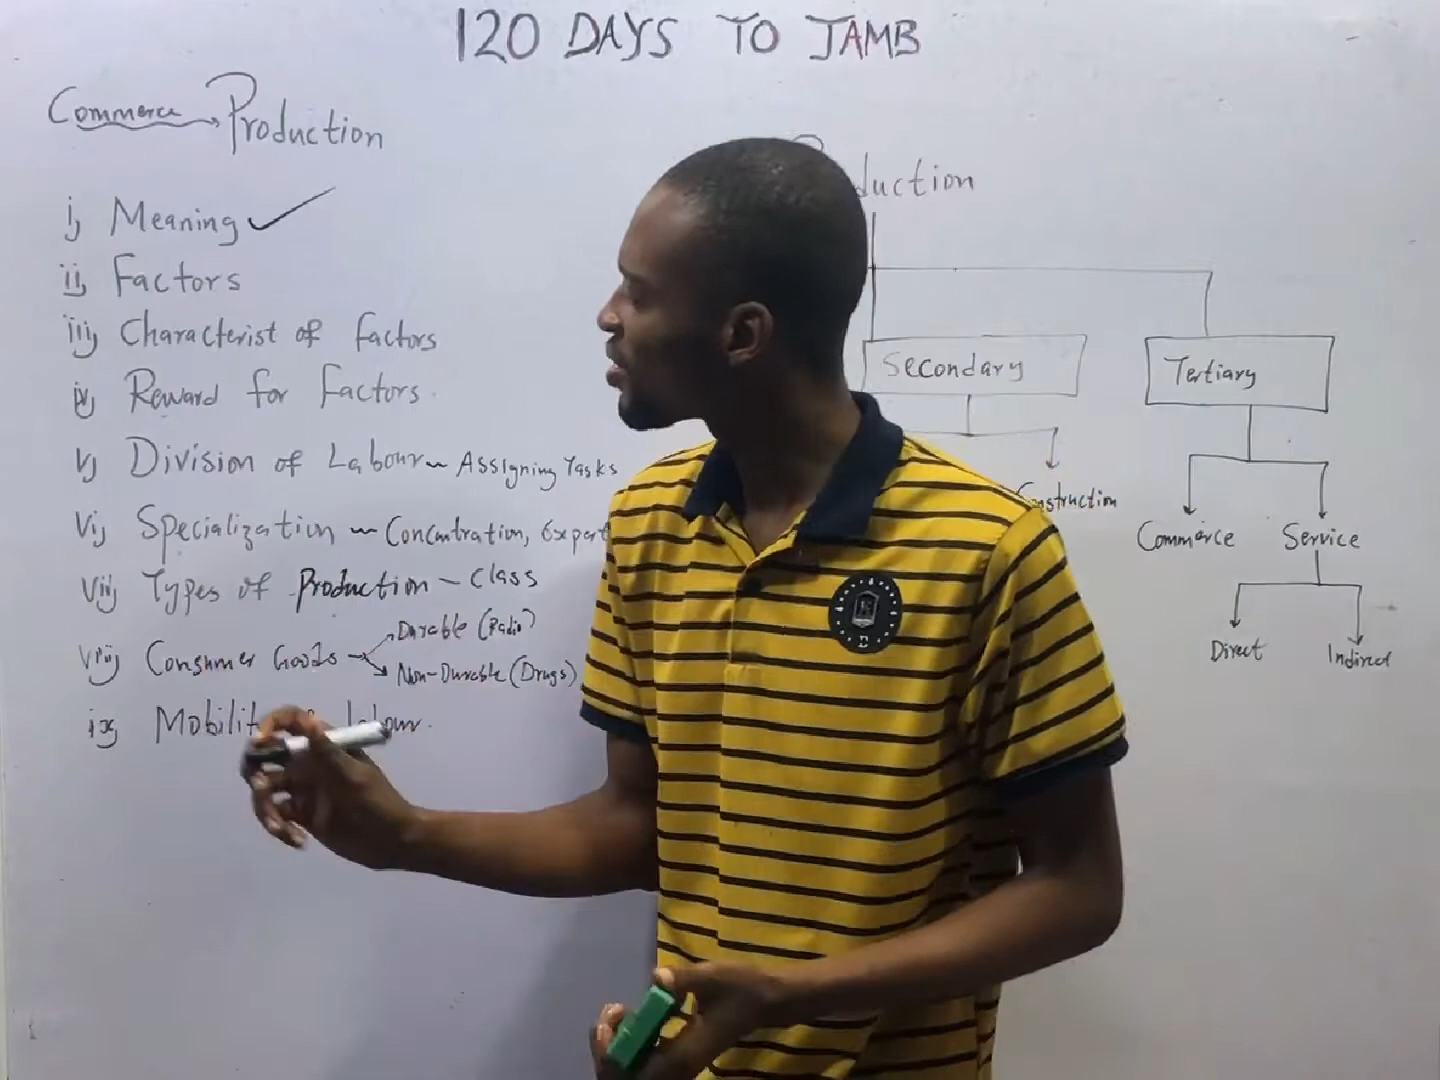 120 DAYS TO JAMB
Commerce → Production
i) Meaning ✓
ii) Factors
iii) Characterist of factors
iv) Reward for factors.
v) Division of Labour ~ Assigning Tasks
vi) Specialization ~ Concentration, Expert
vii) Types of Production - Class
viii) Consumer Goods → Durable (Radio)
Non-Durable (Drugs)
ix) Mobility labour.
duction
Secondary
Tertiary
Construction
Commerce Service
Direct Indirect